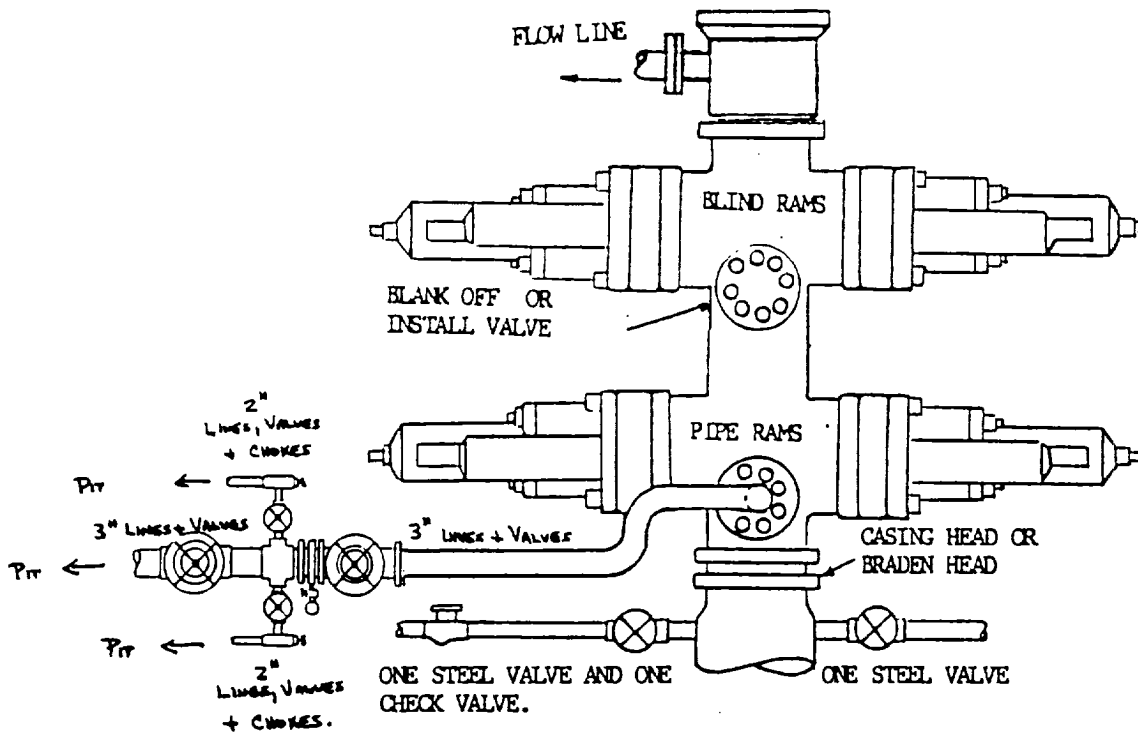 FLOW LINE
BLIND RAMS
BLANK OFF OR
INSTALL VALVE
2"
LINES, VALVES
+ CHOKES
PIPE RAMS
PIT
3" LINES + VALVES
3" LINES + VALVES
CASING HEAD OR
BRADEN HEAD
PIT
PIT
2"
LINES, VALVES
+ CHOKES.
ONE STEEL VALVE AND ONE
CHECK VALVE.
ONE STEEL VALVE